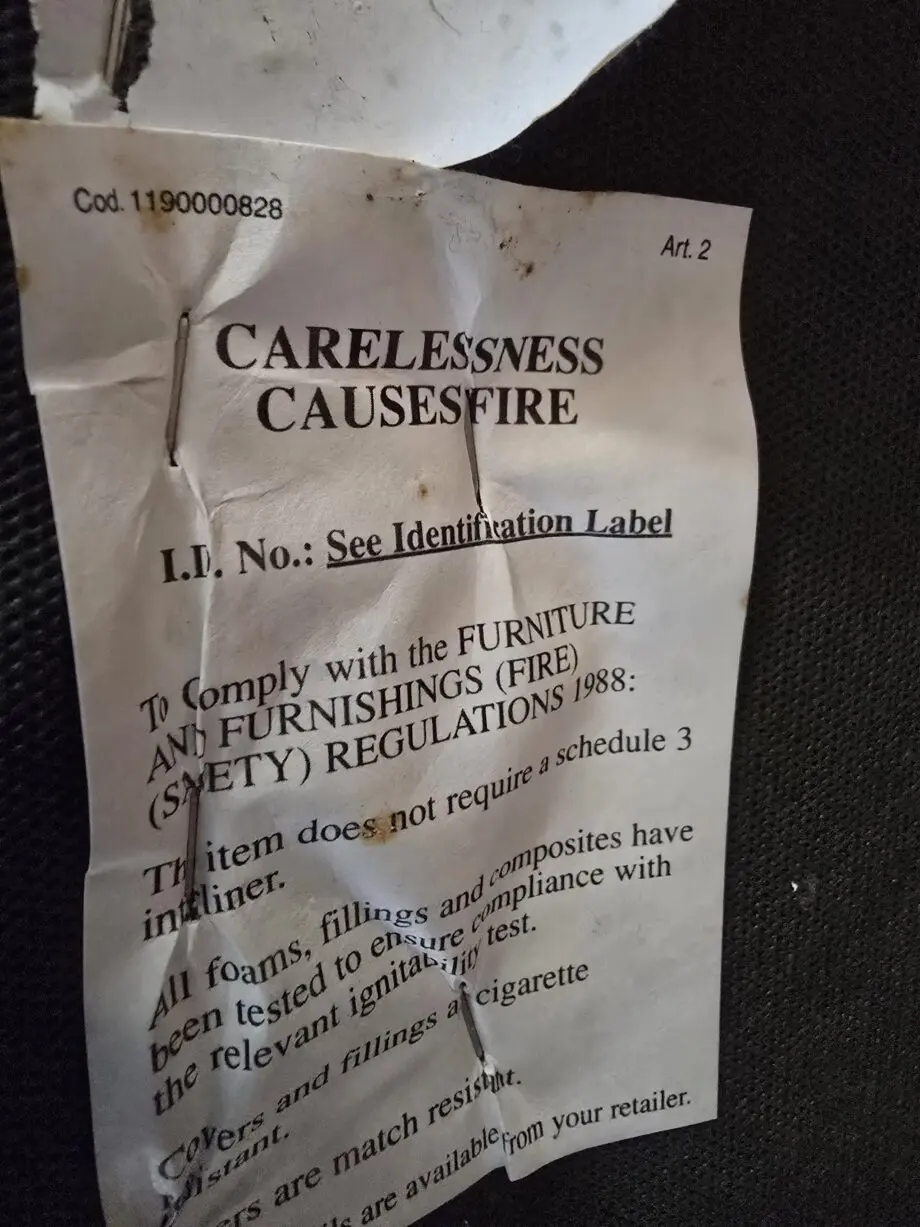 Cod. 1190000828
Art. 2
CARELESSNESS
CAUSES FIRE
I.D. No.: See Identification Label
To Comply with the FURNITURE
AND FURNISHINGS (FIRE)
(SAFETY) REGULATIONS 1988:
item does not require a schedule 3
interliner.
All foams, fillings and composites have
been tested to ensure compliance with
the relevant ignitability test.
Covers and fillings are cigarette
resistant.
are match resistant.
are available from your retailer.